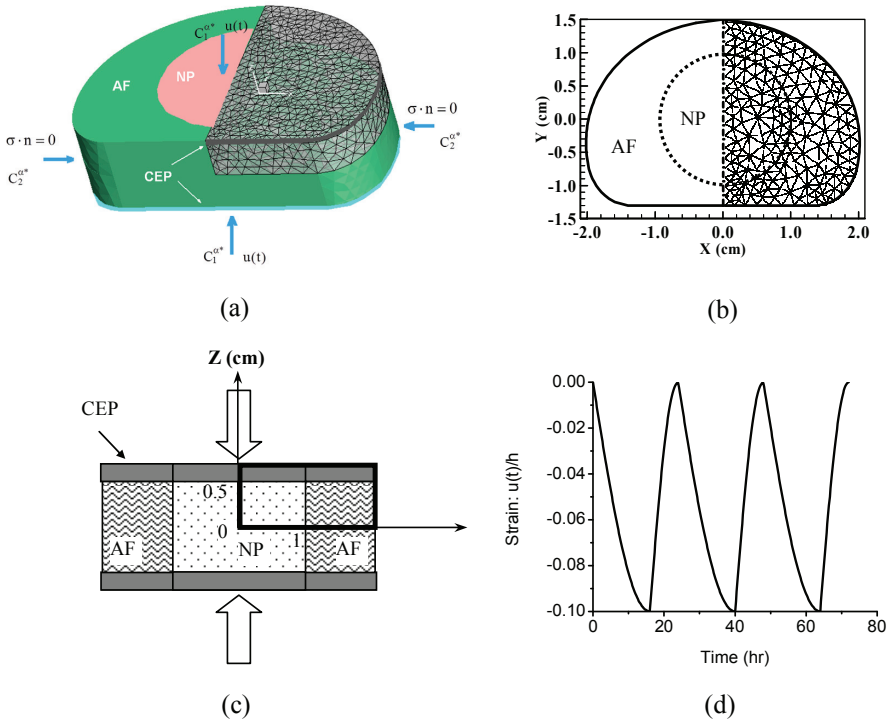 C₁^α* u(t)
AF
NP
σ · n = 0
C₂^α*
σ · n = 0
C₂^α*
CEP
C₁^α* u(t)
(a)
1.5
1.0
0.5
0.0
-0.5
-1.0
-1.5
Y (cm)
AF
NP
-2.0 -1.0 0.0 1.0 2.0
X (cm)
(b)
Z (cm)
CEP
0.5
0
1
AF
NP
AF
(c)
0.00
-0.02
-0.04
-0.06
-0.08
-0.10
Strain: u(t)/h
0 20 40 60 80
Time (hr)
(d)